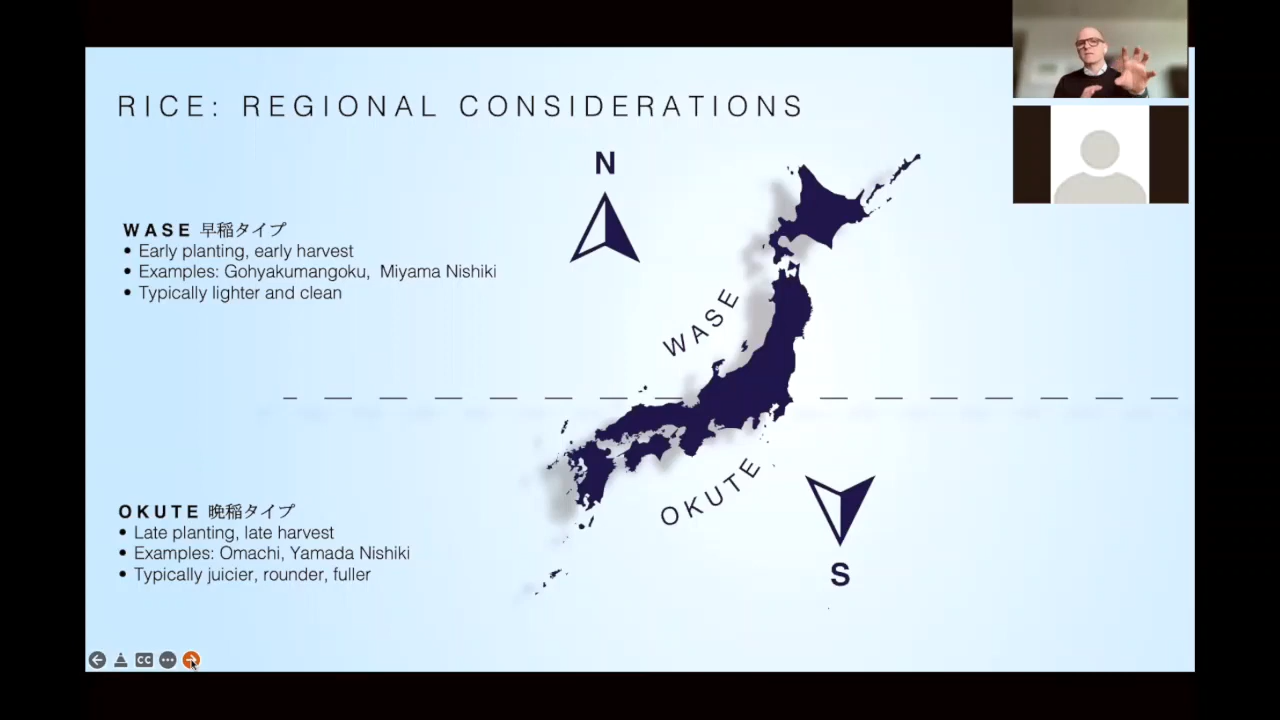 RICE: REGIONAL CONSIDERATIONS
N
WASE 早稲タイプ
• Early planting, early harvest
• Examples: Gohyakumangoku, Miyama Nishiki
• Typically lighter and clean
WASE
OKUTE
OKUTE 晩稲タイプ
• Late planting, late harvest
• Examples: Omachi, Yamada Nishiki
• Typically juicier, rounder, fuller
S
CC